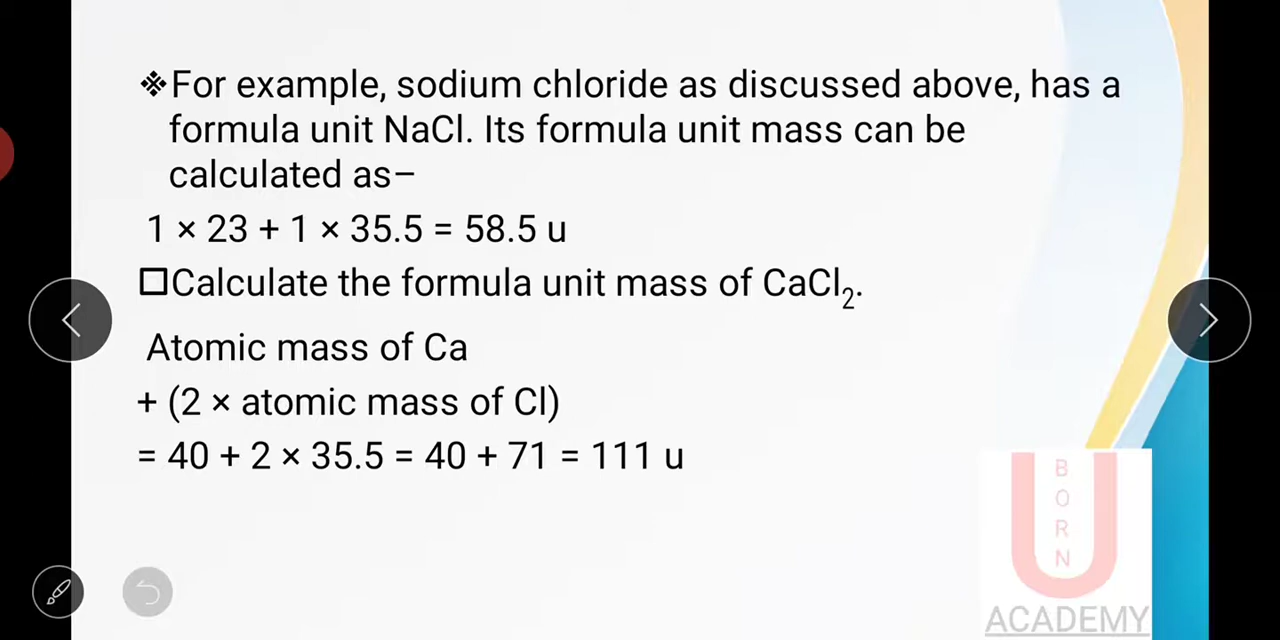 ❖For example, sodium chloride as discussed above, has a
formula unit NaCl. Its formula unit mass can be
calculated as–
1 × 23 + 1 × 35.5 = 58.5 u
☐Calculate the formula unit mass of CaCl₂.
Atomic mass of Ca
+ (2 × atomic mass of Cl)
= 40 + 2 × 35.5 = 40 + 71 = 111 u
U
BORN
ACADEMY